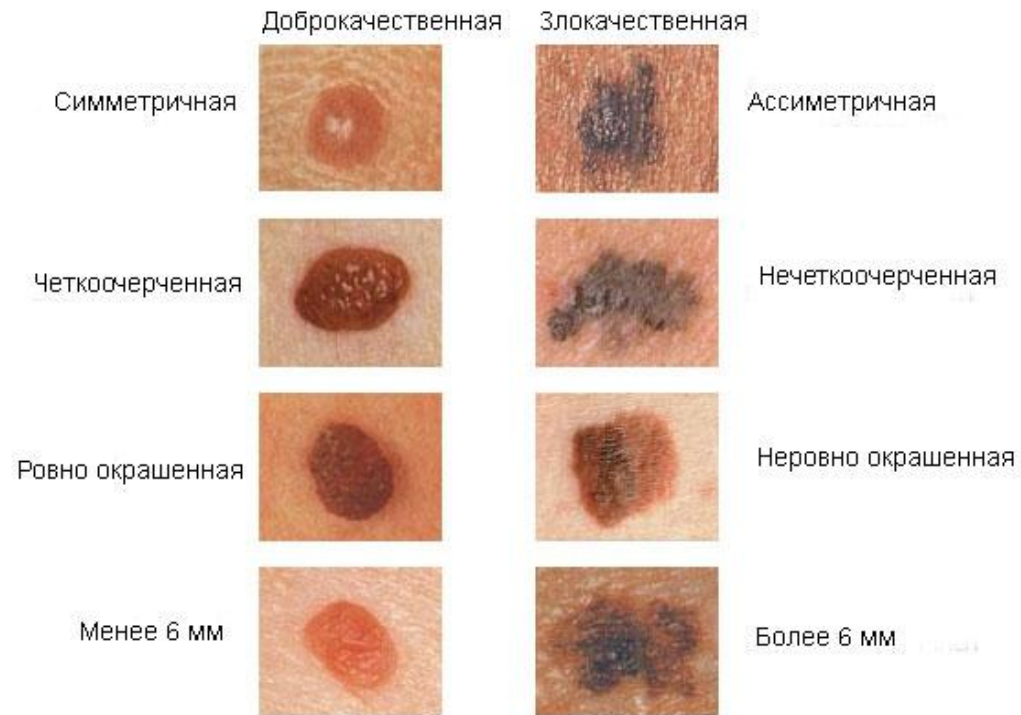 Доброкачественная Злокачественная
Симметричная Ассиметричная
Четкоочерченная Нечеткоочерченная
Ровно окрашенная Неровно окрашенная
Менее 6 мм Более 6 мм